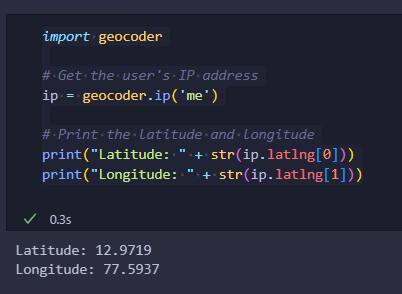 import geocoder
# Get the user's IP address
ip = geocoder.ip('me')
# Print the latitude and longitude
print("Latitude: " + str(ip.latlng[0]))
print("Longitude: " + str(ip.latlng[1]))
0.3s
Latitude: 12.9719
Longitude: 77.5937